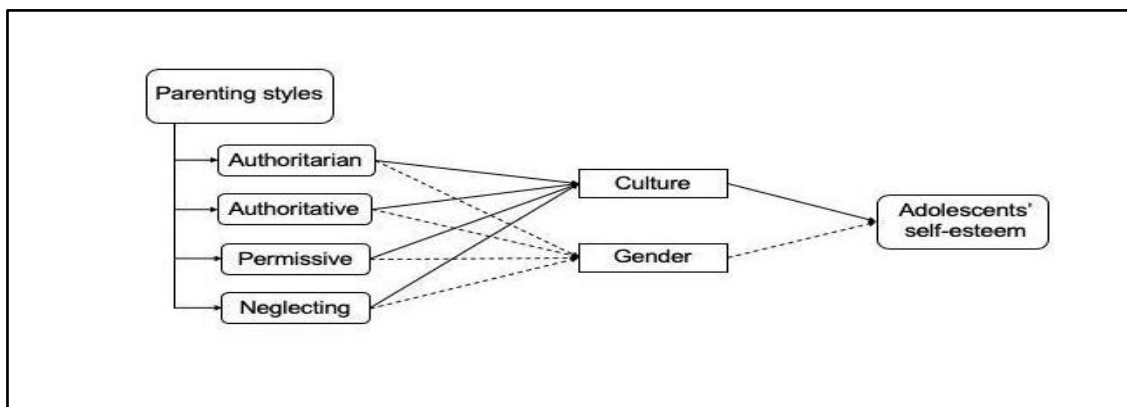 Parenting styles
Authoritarian
Authoritative
Permissive
Neglecting
Culture
Gender
Adolescents'
self-esteem